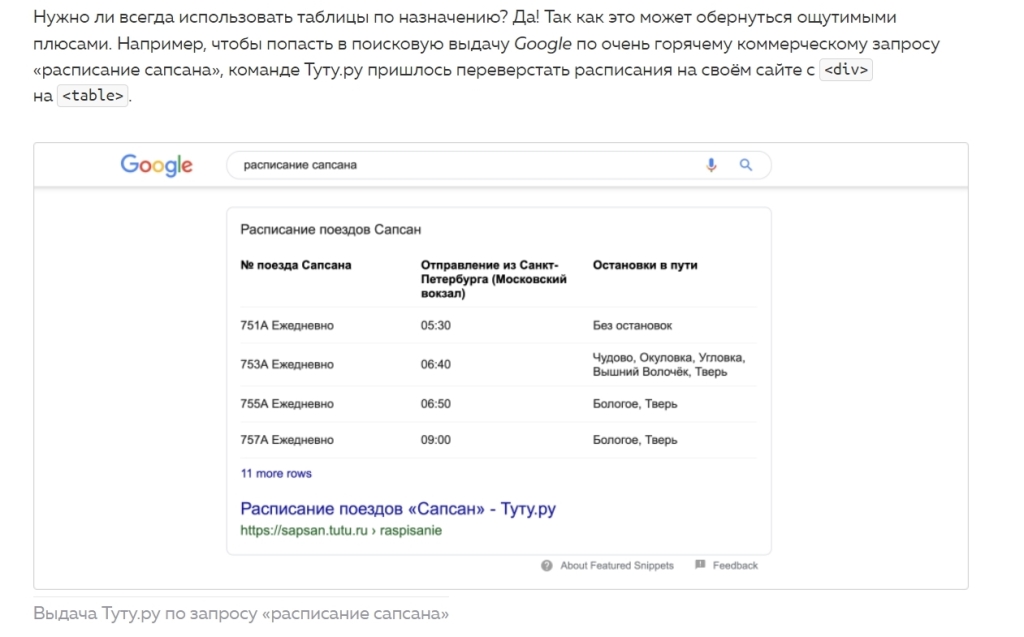 Нужно ли всегда использовать таблицы по назначению? Да! Так как это может обернуться ощутимыми
плюсами. Например, чтобы попасть в поисковую выдачу Google по очень горячему коммерческому запросу
«расписание сапсана», команде Туту.ру пришлось переверстать расписания на своём сайте с <div>
на <table>.
Google
расписание сапсана
Расписание поездов Сапсан
№ поезда Сапсана
Отправление из Санкт-
Петербурга (Московский
вокзал)
Остановки в пути
751А Ежедневно 05:30 Без остановок
753А Ежедневно 06:40 Чудово, Окуловка, Угловка,
Вышний Волочёк, Тверь
755А Ежедневно 06:50 Бологое, Тверь
757А Ежедневно 09:00 Бологое, Тверь
11 more rows
Расписание поездов «Сапсан» - Туту.ру
https://sapsan.tutu.ru › raspisanie
About Featured Snippets Feedback
Выдача Туту.ру по запросу «расписание сапсана»